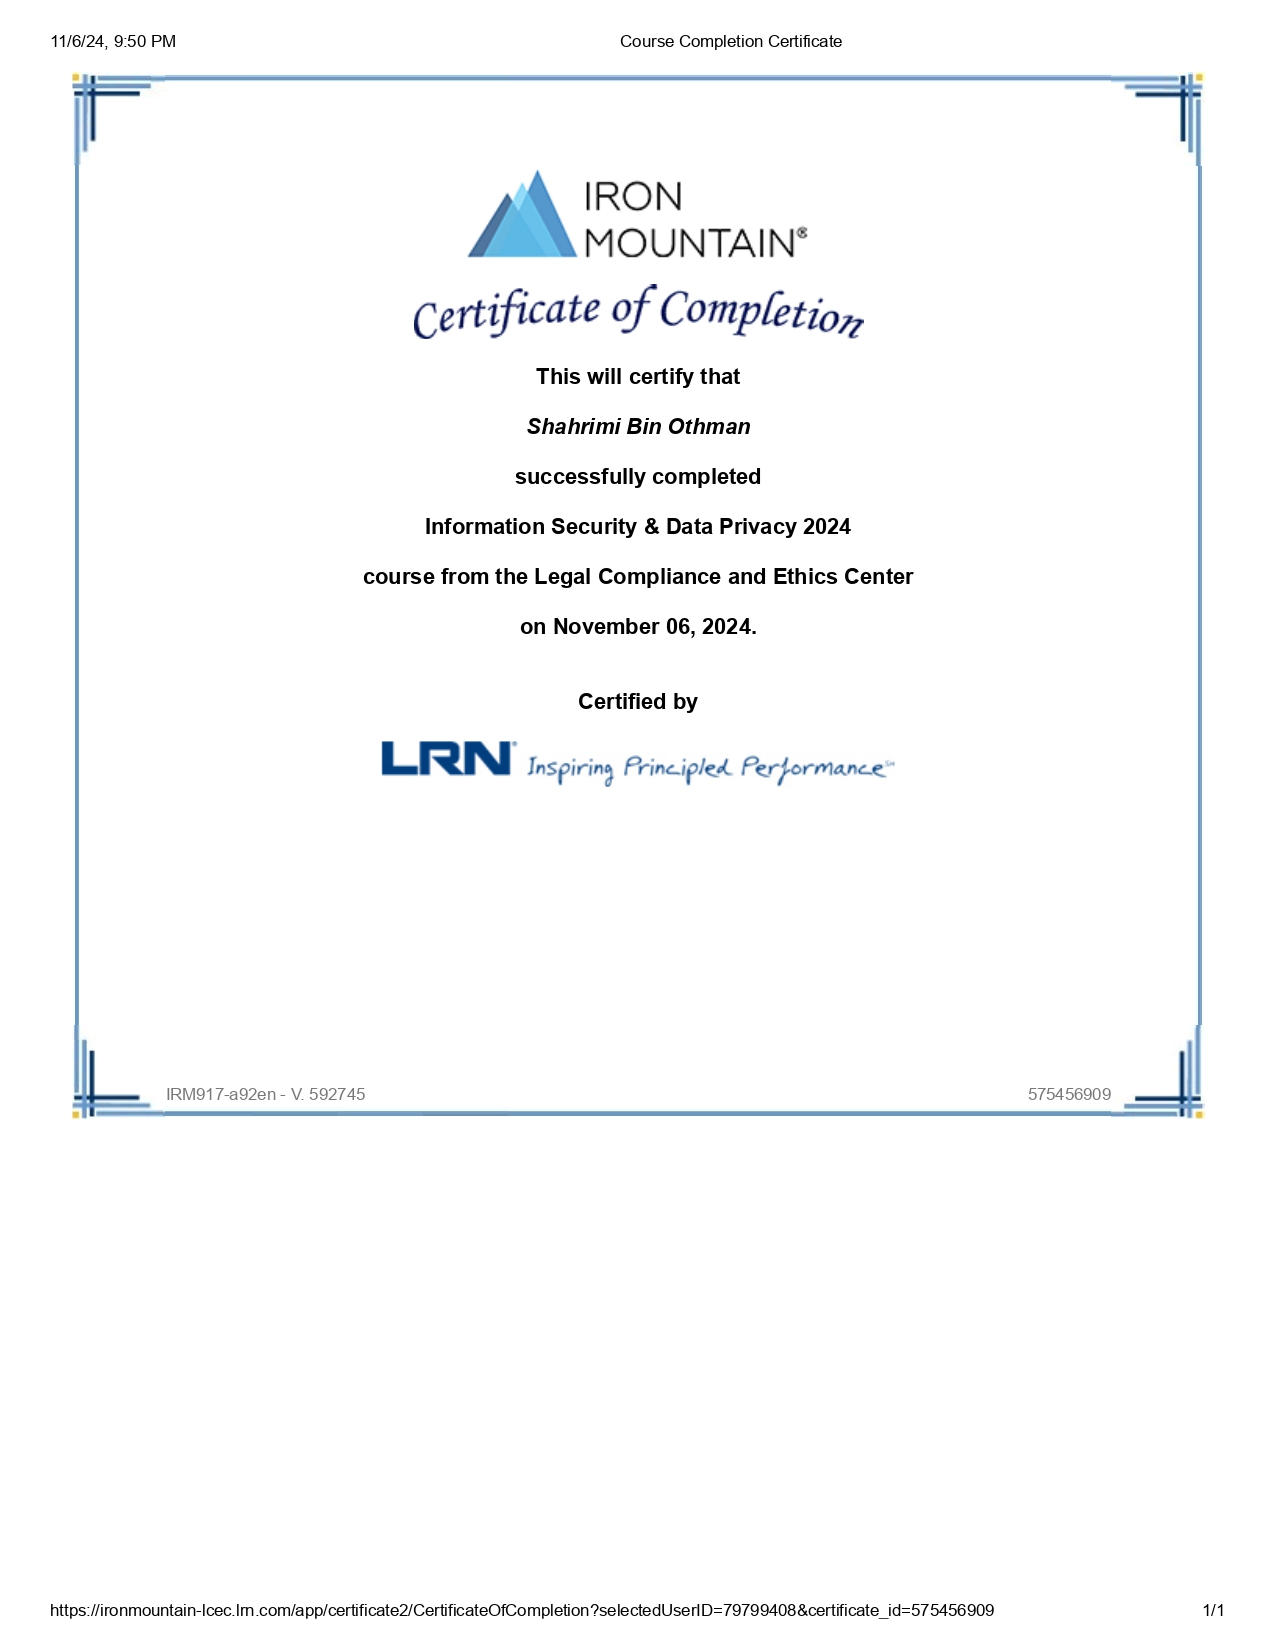 11/6/24, 9:50 PM
Course Completion Certificate
IRON
MOUNTAIN®
Certificate of Completion
This will certify that
Shahrimi Bin Othman
successfully completed
Information Security & Data Privacy 2024
course from the Legal Compliance and Ethics Center
on November 06, 2024.
Certified by
LRN® Inspiring Principled Performance℠
IRM917-a92en - V. 592745
575456909
https://ironmountain-lcec.lrn.com/app/certificate2/CertificateOfCompletion?selectedUserID=79799408&certificate_id=575456909
1/1